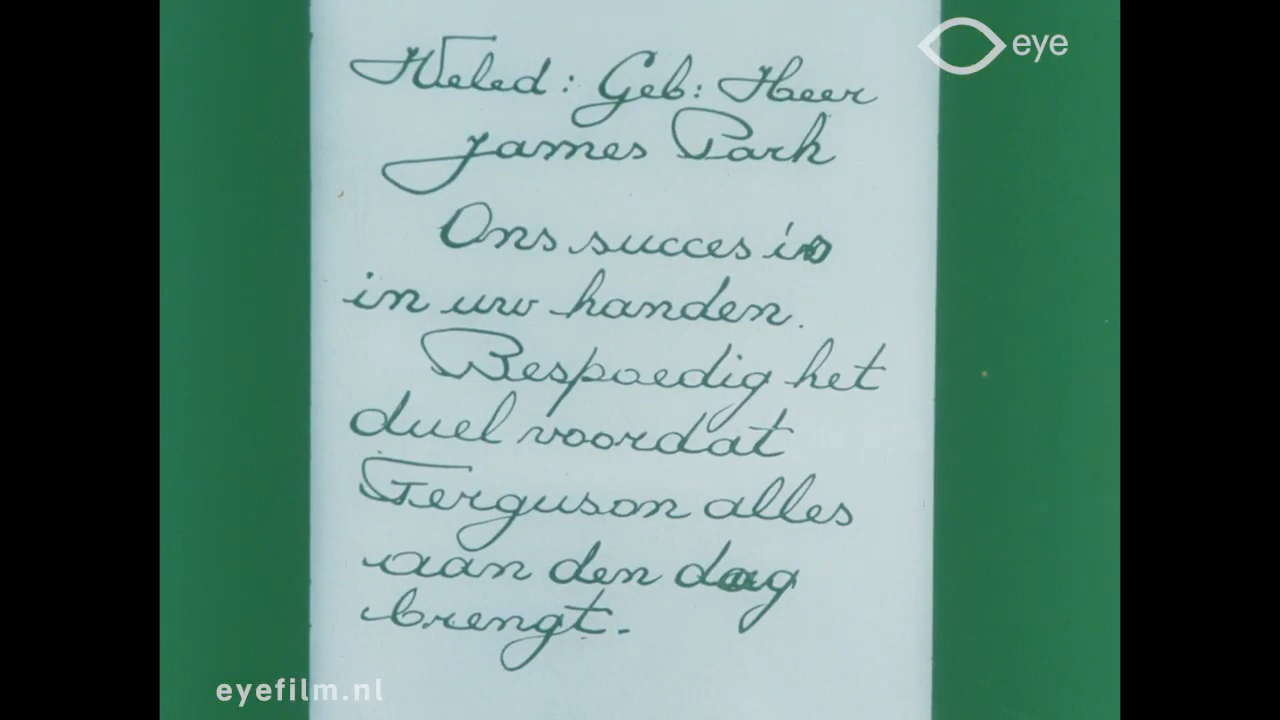 eye
Weled: Geb: Heer
James Park
Ons succes is
in uw handen.
Bespoedig het
duel voordat
Ferguson alles
aan den dag
brengt.
eyefilm.nl